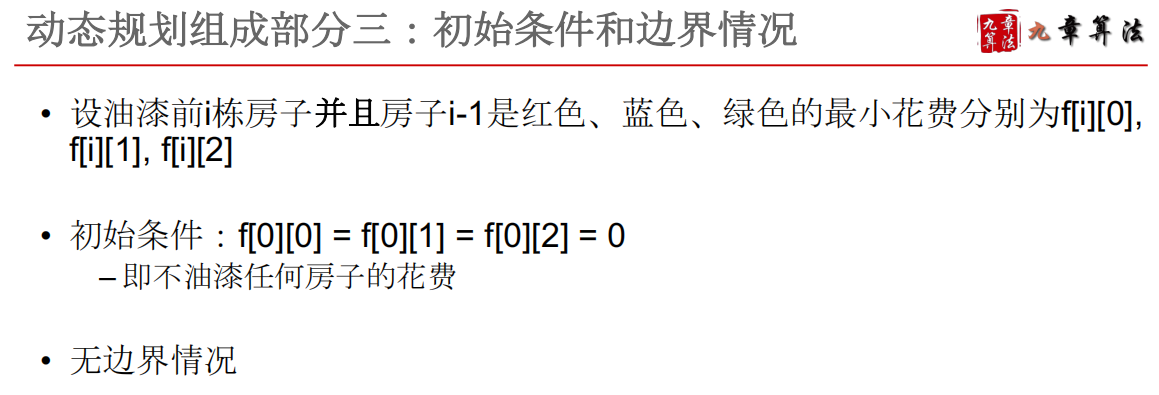 动态规划组成部分三：初始条件和边界情况
九章算法
九章算法
• 设油漆前i栋房子并且房子i-1是红色、蓝色、绿色的最小花费分别为f[i][0],
f[i][1], f[i][2]
• 初始条件：f[0][0] = f[0][1] = f[0][2] = 0
– 即不油漆任何房子的花费
• 无边界情况